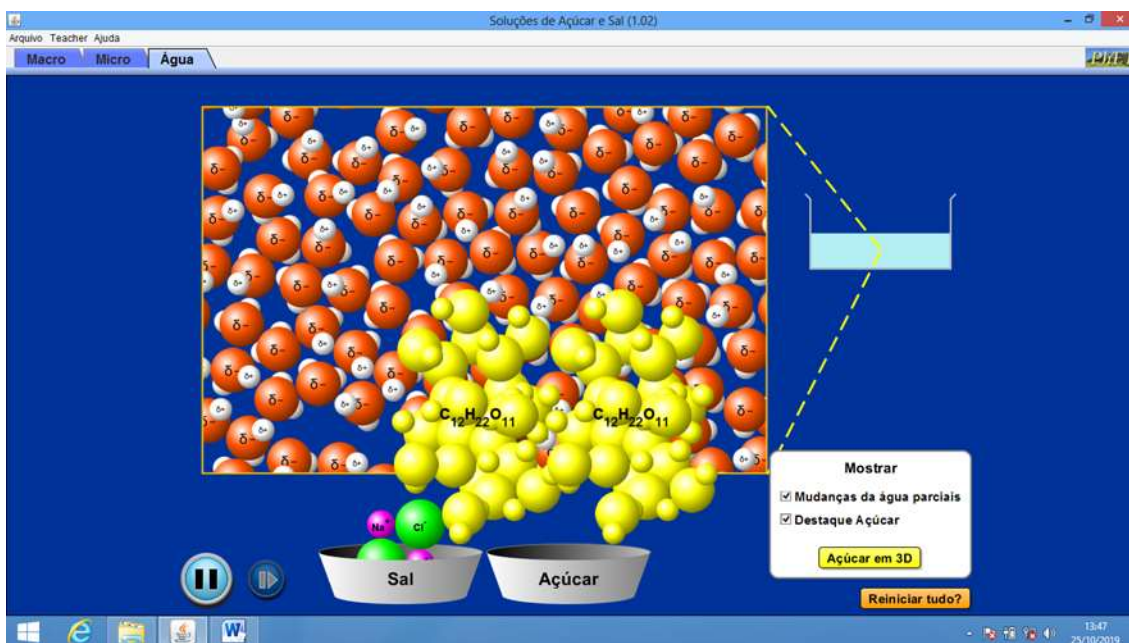 Soluções de Açúcar e Sal (1.02)
Arquivo Teacher Ajuda
Macro Micro Água
PhET
C12H22O11 C12H22O11
Mostrar
Mudanças da água parciais
Destaque Açúcar
Açúcar em 3D
Na+ Cl-
Sal Açúcar
Reiniciar tudo?
13:47
25/10/2019